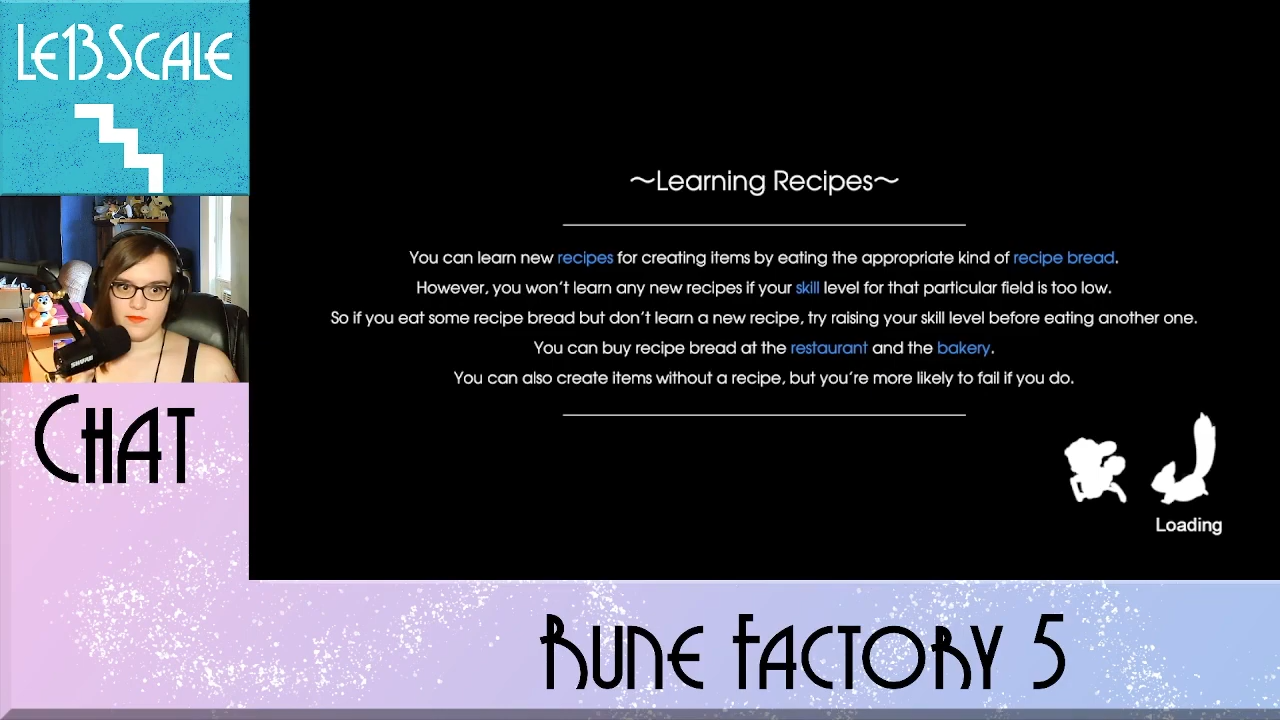 Le13Scale
~Learning Recipes~
You can learn new recipes for creating items by eating the appropriate kind of recipe bread.
However, you won't learn any new recipes if your skill level for that particular field is too low.
So if you eat some recipe bread but don't learn a new recipe, try raising your skill level before eating another one.
You can buy recipe bread at the restaurant and the bakery.
You can also create items without a recipe, but you're more likely to fail if you do.
Loading
SHURE
Chat
Rune Factory 5